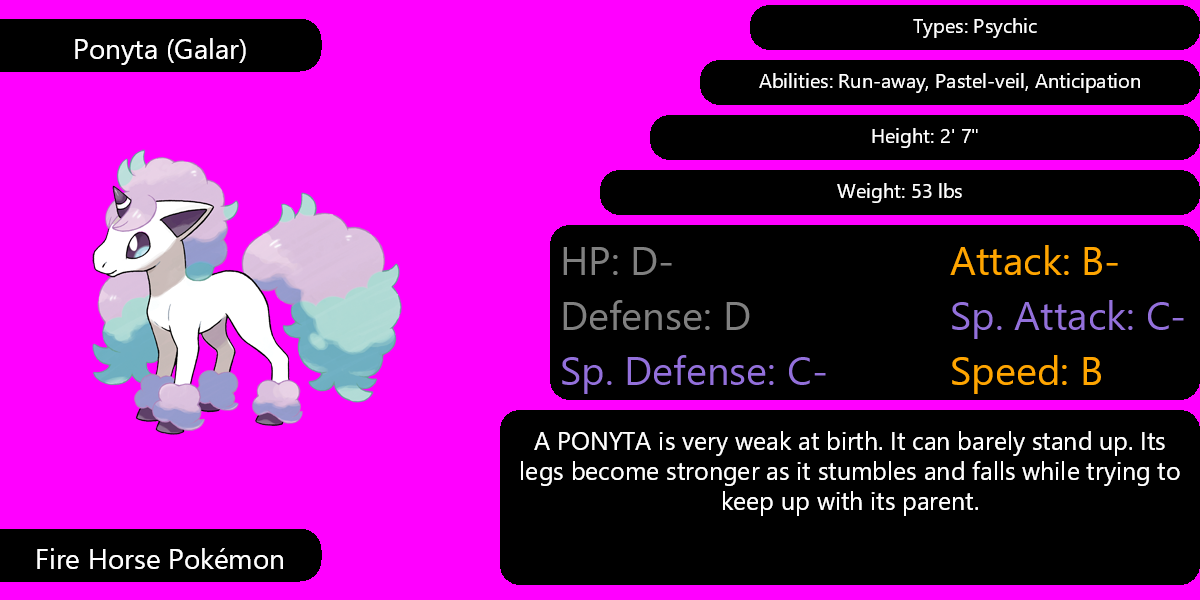 Ponyta (Galar)
Types: Psychic
Abilities: Run-away, Pastel-veil, Anticipation
Height: 2' 7"
Weight: 53 lbs
HP: D-
Attack: B-
Defense: D
Sp. Attack: C-
Sp. Defense: C-
Speed: B
A PONYTA is very weak at birth. It can barely stand up. Its
legs become stronger as it stumbles and falls while trying to
keep up with its parent.
Fire Horse Pokémon